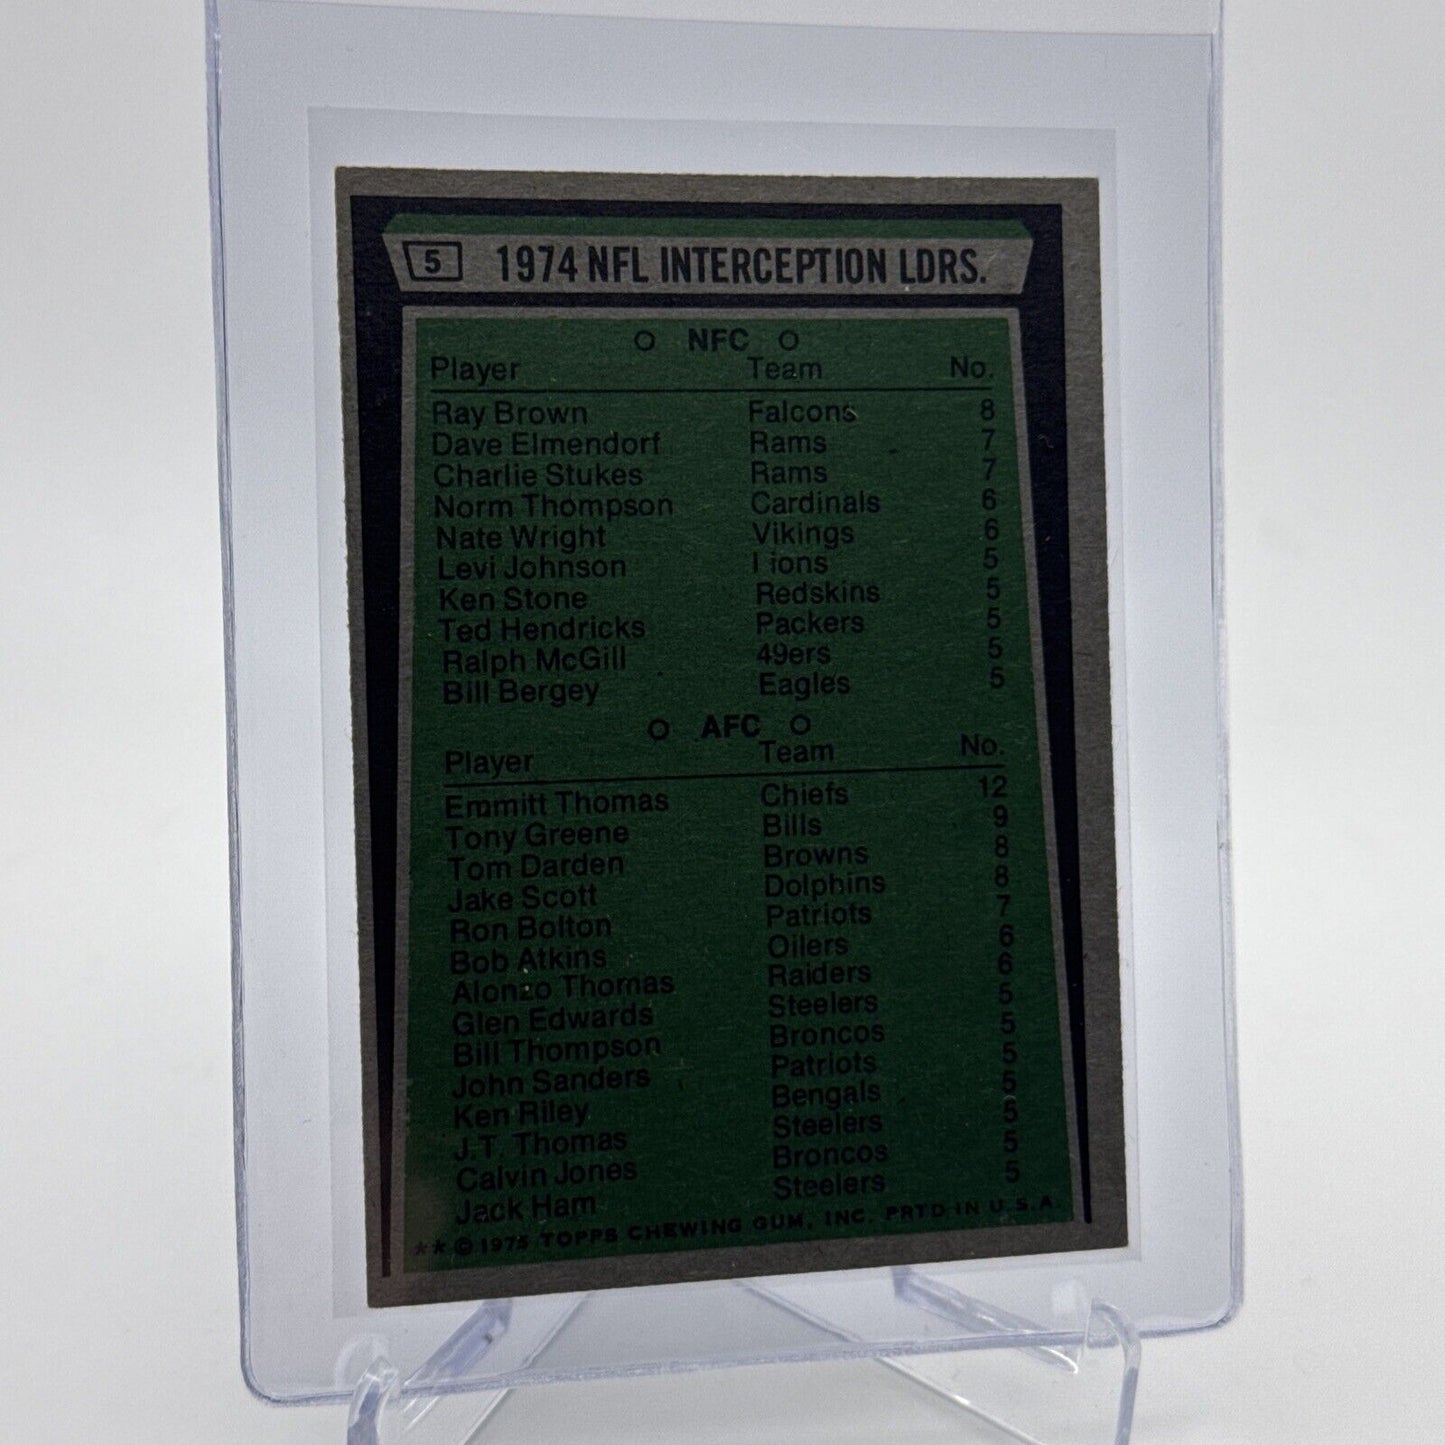 5 1974 NFL INTERCEPTION LDRS.
NFC
Player Team No.
Ray Brown Falcons 8
Dave Elmendorf Rams 7
Charlie Stukes Rams 7
Norm Thompson Cardinals 6
Nate Wright Vikings 6
Levi Johnson Lions 5
Ken Stone Redskins 5
Ted Hendricks Packers 5
Ralph McGill 49ers 5
Bill Bergey Eagles 5
AFC
Player Team No.
Emmitt Thomas Chiefs 12
Tony Greene Bills 9
Tom Darden Browns 8
Jake Scott Dolphins 8
Ron Bolton Patriots 7
Bob Atkins Oilers 6
Alonzo Thomas Raiders 6
Glen Edwards Steelers 5
Bill Thompson Broncos 5
John Sanders Patriots 5
Ken Riley Bengals 5
J.T. Thomas Steelers 5
Calvin Jones Broncos 5
Jack Ham Steelers 5
** © 1975 TOPPS CHEWING GUM, INC. PRTD IN U.S.A.